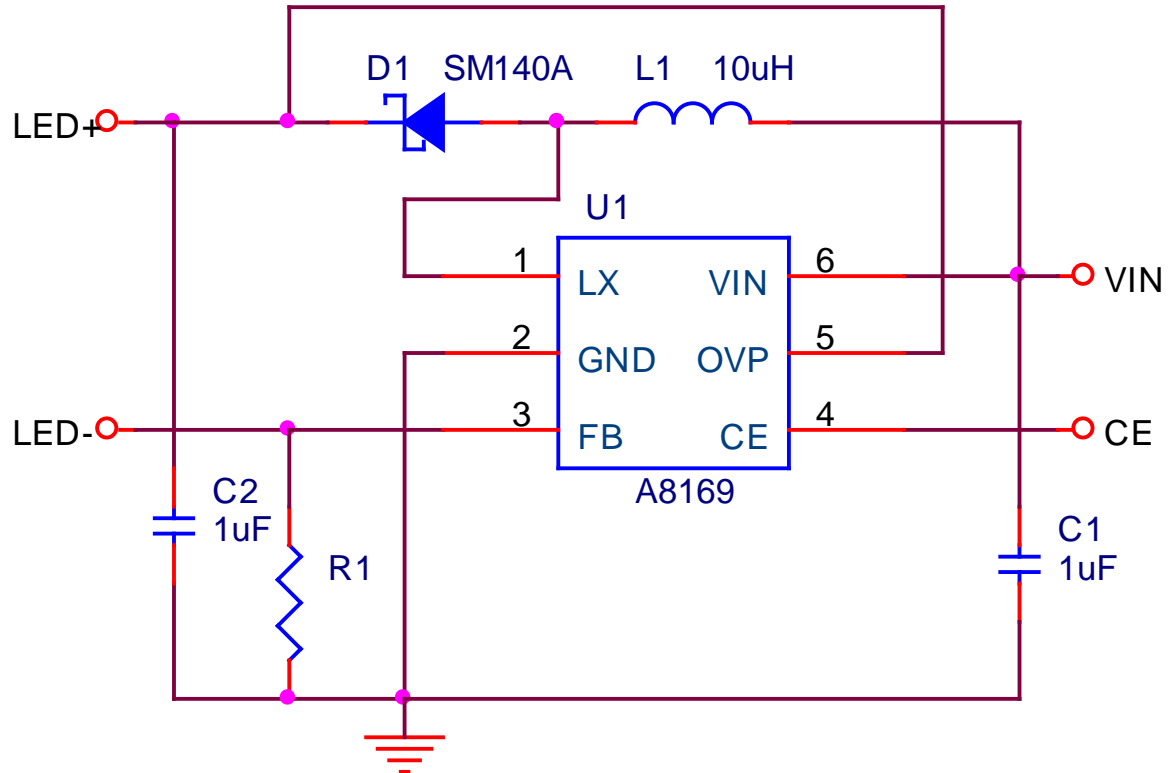 D1 SM140A L1 10uH
LED+
U1
1 LX VIN 6
VIN
2 GND OVP 5
LED-
3 FB CE 4
CE
A8169
C2
1uF
R1
C1
1uF